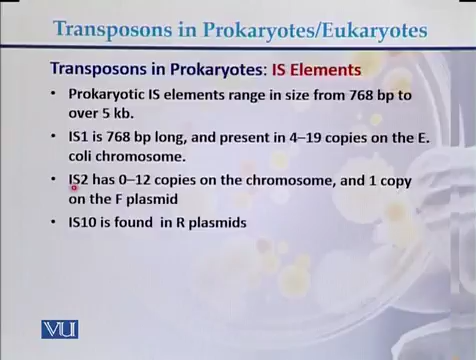 Transposons in Prokaryotes/Eukaryotes
Transposons in Prokaryotes: IS Elements
• Prokaryotic IS elements range in size from 768 bp to
over 5 kb.
• IS1 is 768 bp long, and present in 4–19 copies on the E.
coli chromosome.
• IS2 has 0–12 copies on the chromosome, and 1 copy
on the F plasmid
• IS10 is found in R plasmids
VU